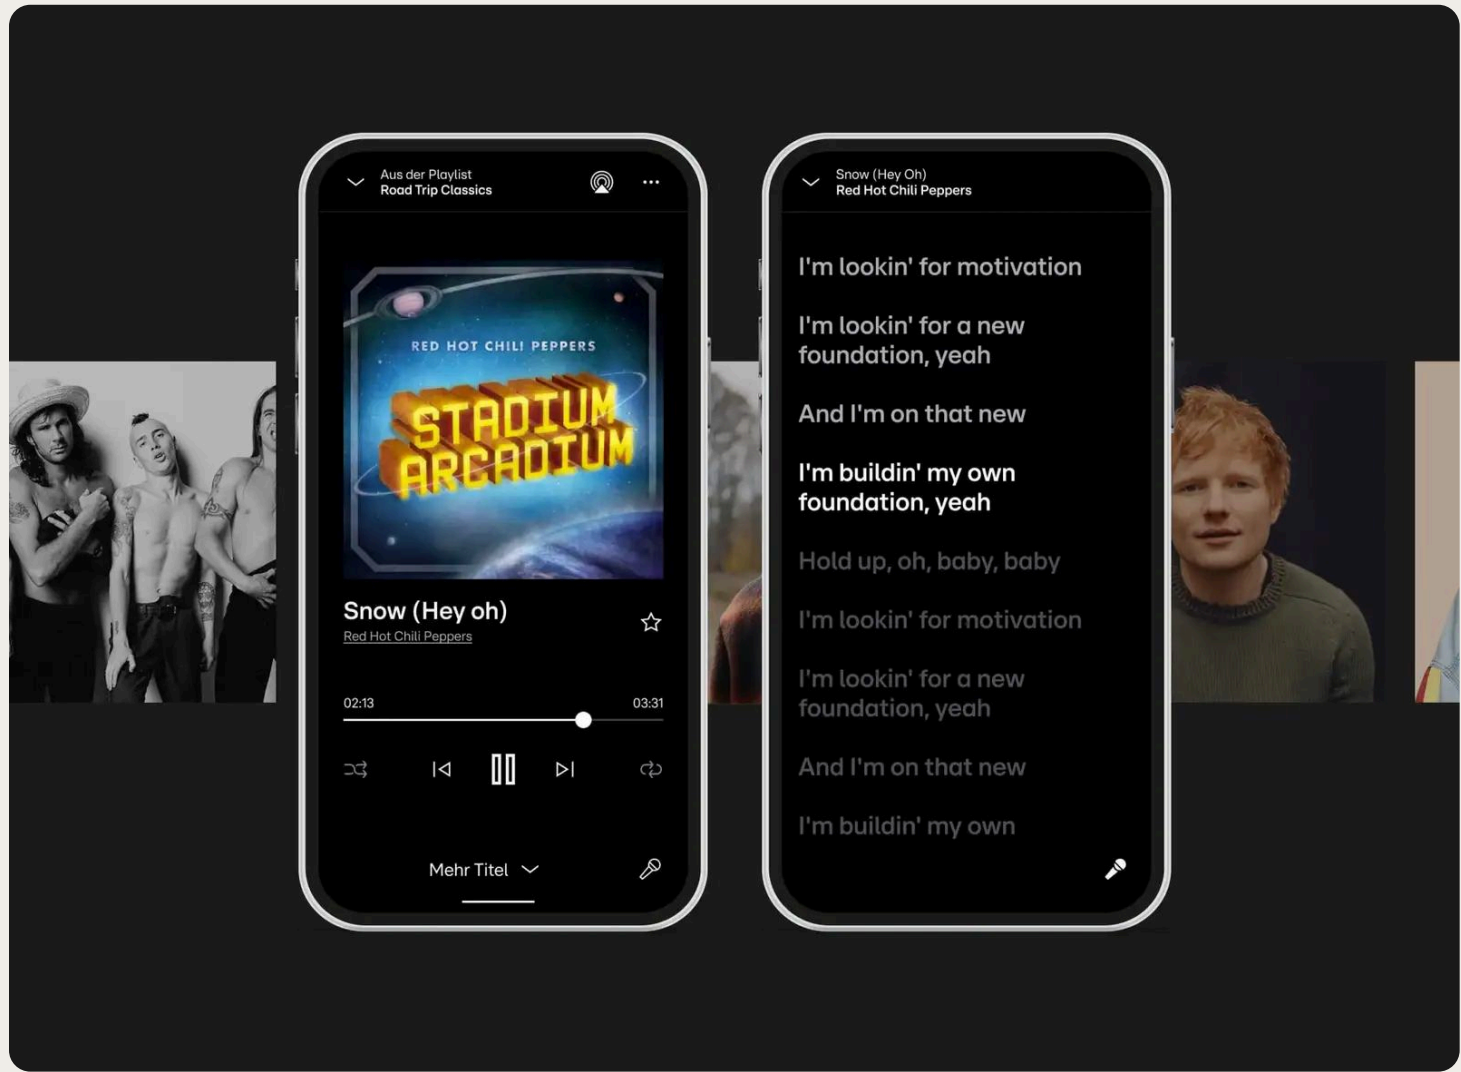 Aus der Playlist
Road Trip Classics
RED HOT CHILI PEPPERS
STADIUM
ARCADIUM
Snow (Hey oh)
Red Hot Chili Peppers
02:13
03:31
Mehr Titel
Snow (Hey Oh)
Red Hot Chili Peppers
I'm lookin' for motivation
I'm lookin' for a new
foundation, yeah
And I'm on that new
I'm buildin' my own
foundation, yeah
Hold up, oh, baby, baby
I'm lookin' for motivation
I'm lookin' for a new
foundation, yeah
And I'm on that new
I'm buildin' my own